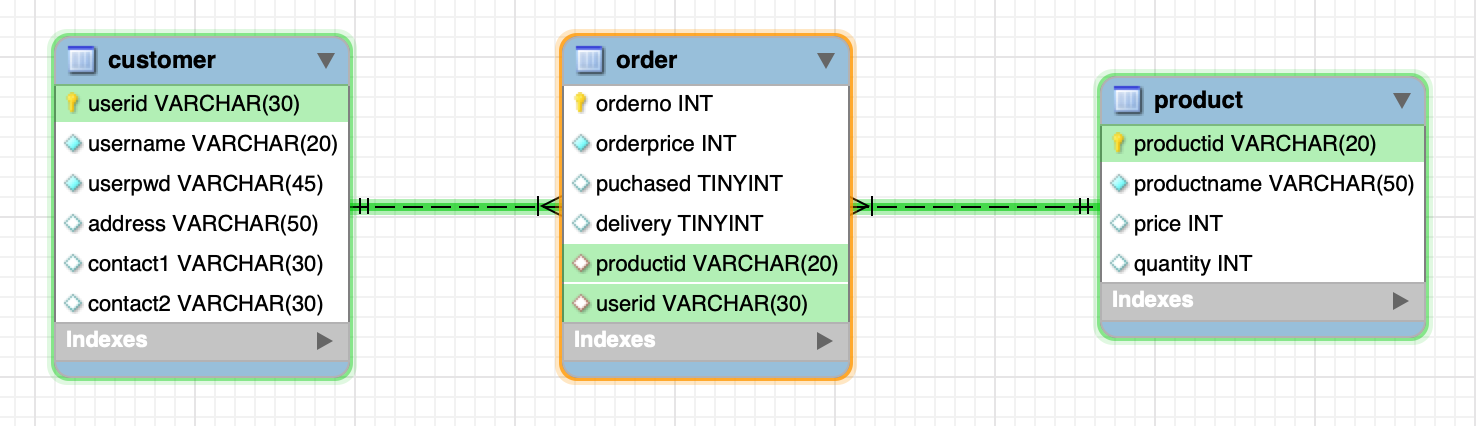 customer
userid VARCHAR(30)
username VARCHAR(20)
userpwd VARCHAR(45)
address VARCHAR(50)
contact1 VARCHAR(30)
contact2 VARCHAR(30)
Indexes
order
orderno INT
orderprice INT
puchased TINYINT
delivery TINYINT
productid VARCHAR(20)
userid VARCHAR(30)
Indexes
product
productid VARCHAR(20)
productname VARCHAR(50)
price INT
quantity INT
Indexes